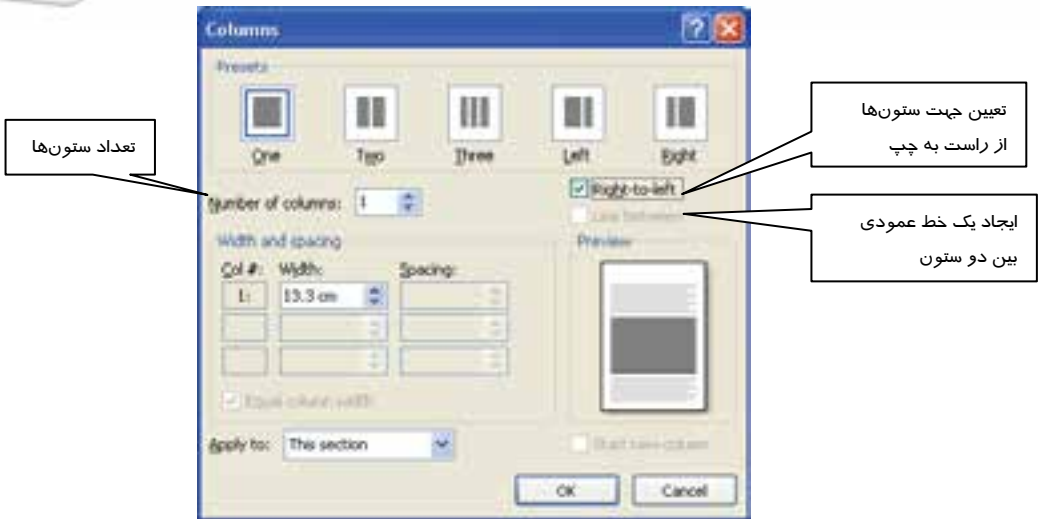 Columns
Presets
One Two Three Left Right
Number of columns: 1
Right-to-left
Line between
Width and spacing
Col #: Width: Spacing:
1: 13.3 cm
Equal column width
Preview
Apply to: This section
Start new column
OK Cancel
تعداد ستون‌ها
تعیین جهت ستون‌ها
از راست به چپ
ایجاد یک خط عمودی
بین دو ستون